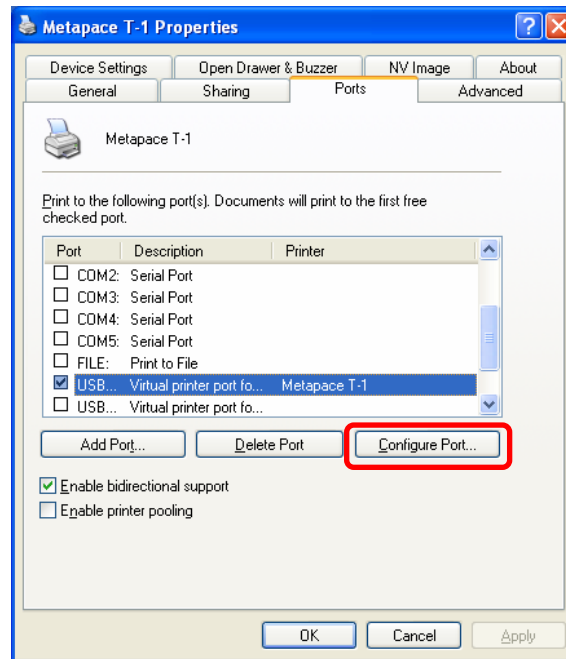 Metapace T-1 Properties
?
X
Device Settings Open Drawer & Buzzer NV Image About
General Sharing Ports Advanced
Metapace T-1
Print to the following port(s). Documents will print to the first free
checked port.
Port Description Printer
COM2: Serial Port
COM3: Serial Port
COM4: Serial Port
COM5: Serial Port
FILE: Print to File
USB... Virtual printer port fo... Metapace T-1
USB... Virtual printer port fo...
Add Port... Delete Port Configure Port...
Enable bidirectional support
Enable printer pooling
OK Cancel Apply